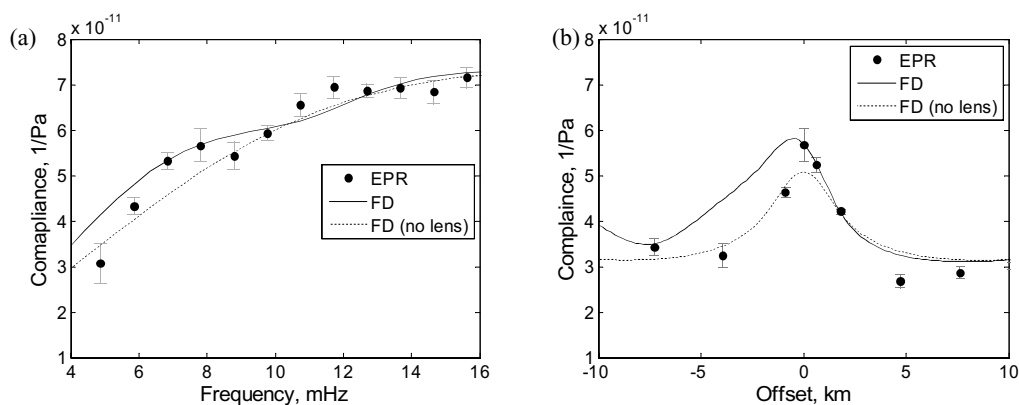 (a)
x 10⁻¹¹
8
7
6
5
4
3
2
1
Comapliance, 1/Pa
4 6 8 10 12 14 16
Frequency, mHz
EPR
FD
FD (no lens)
(b)
x 10⁻¹¹
8
7
6
5
4
3
2
1
Complaince, 1/Pa
-10 -5 0 5 10
Offset, km
EPR
FD
FD (no lens)